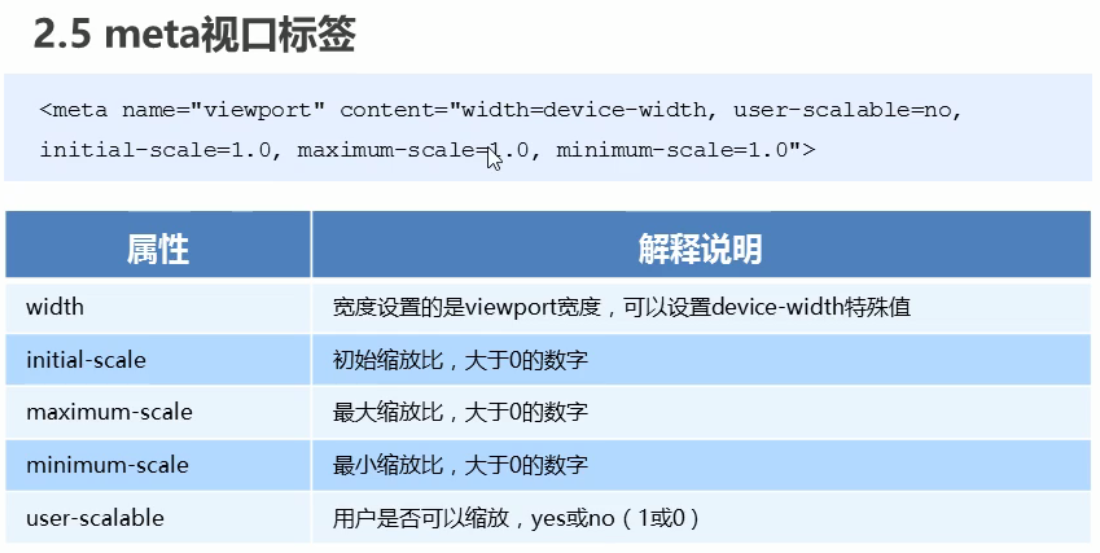 2.5 meta视口标签
<meta name="viewport" content="width=device-width, user-scalable=no,
initial-scale=1.0, maximum-scale=1.0, minimum-scale=1.0">
属性 解释说明
width 宽度设置的是viewport宽度，可以设置device-width特殊值
initial-scale 初始缩放比，大于0的数字
maximum-scale 最大缩放比，大于0的数字
minimum-scale 最小缩放比，大于0的数字
user-scalable 用户是否可以缩放，yes或no（1或0）